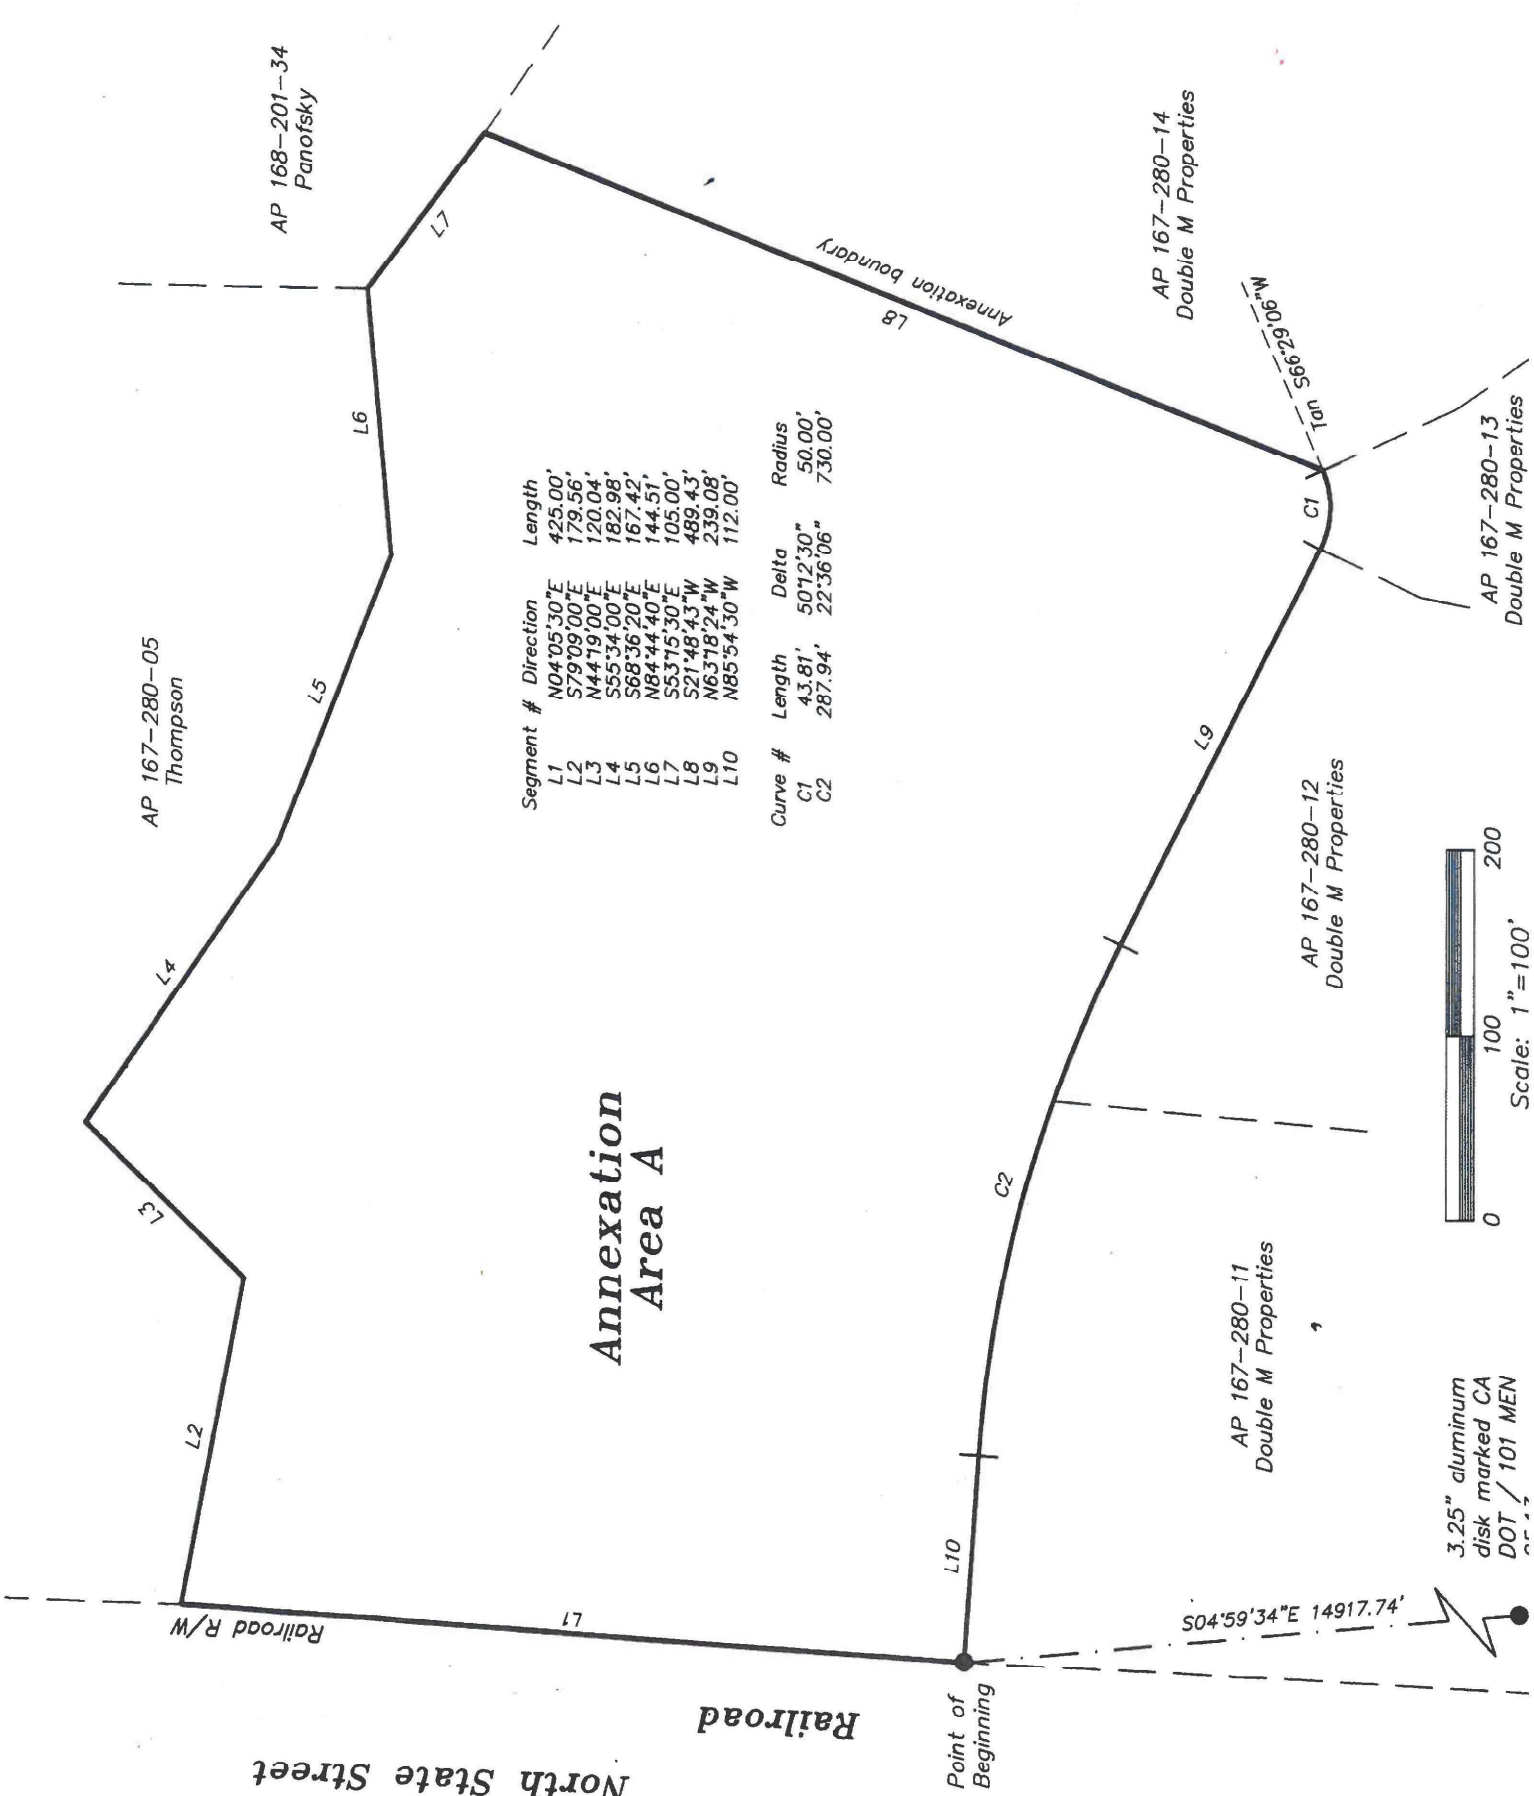 AP 168-201-34
Panofsky
AP 167-280-05
Thompson
L2
L3
L4
L5
L6
L7
L8
Annexation boundary
AP 167-280-14
Double M Properties
Tan S66°29'06"W
C1
AP 167-280-13
Double M Properties
L9
AP 167-280-12
Double M Properties
C2
AP 167-280-11
Double M Properties
L10
L1
Railroad R/W
Railroad
North State Street
Point of
Beginning
Annexation
Area A
Segment # Direction Length
L1 N04°05'30"E 425.00'
L2 S79°09'00"E 179.56'
L3 N44°19'00"E 120.04'
L4 S55°34'00"E 182.98'
L5 S68°36'20"E 167.42'
L6 N84°44'40"E 144.51'
L7 S53°15'30"E 105.00'
L8 S21°48'43"W 489.43'
L9 N63°18'24"W 239.08'
L10 N85°54'30"W 112.00'
Curve # Length Delta Radius
C1 43.81' 50°12'30" 50.00'
C2 287.94' 22°36'06" 730.00'
S04°59'34"E 14917.74'
3.25" aluminum
disk marked CA
DOT / 101 MEN
0 100 200
Scale: 1"=100'